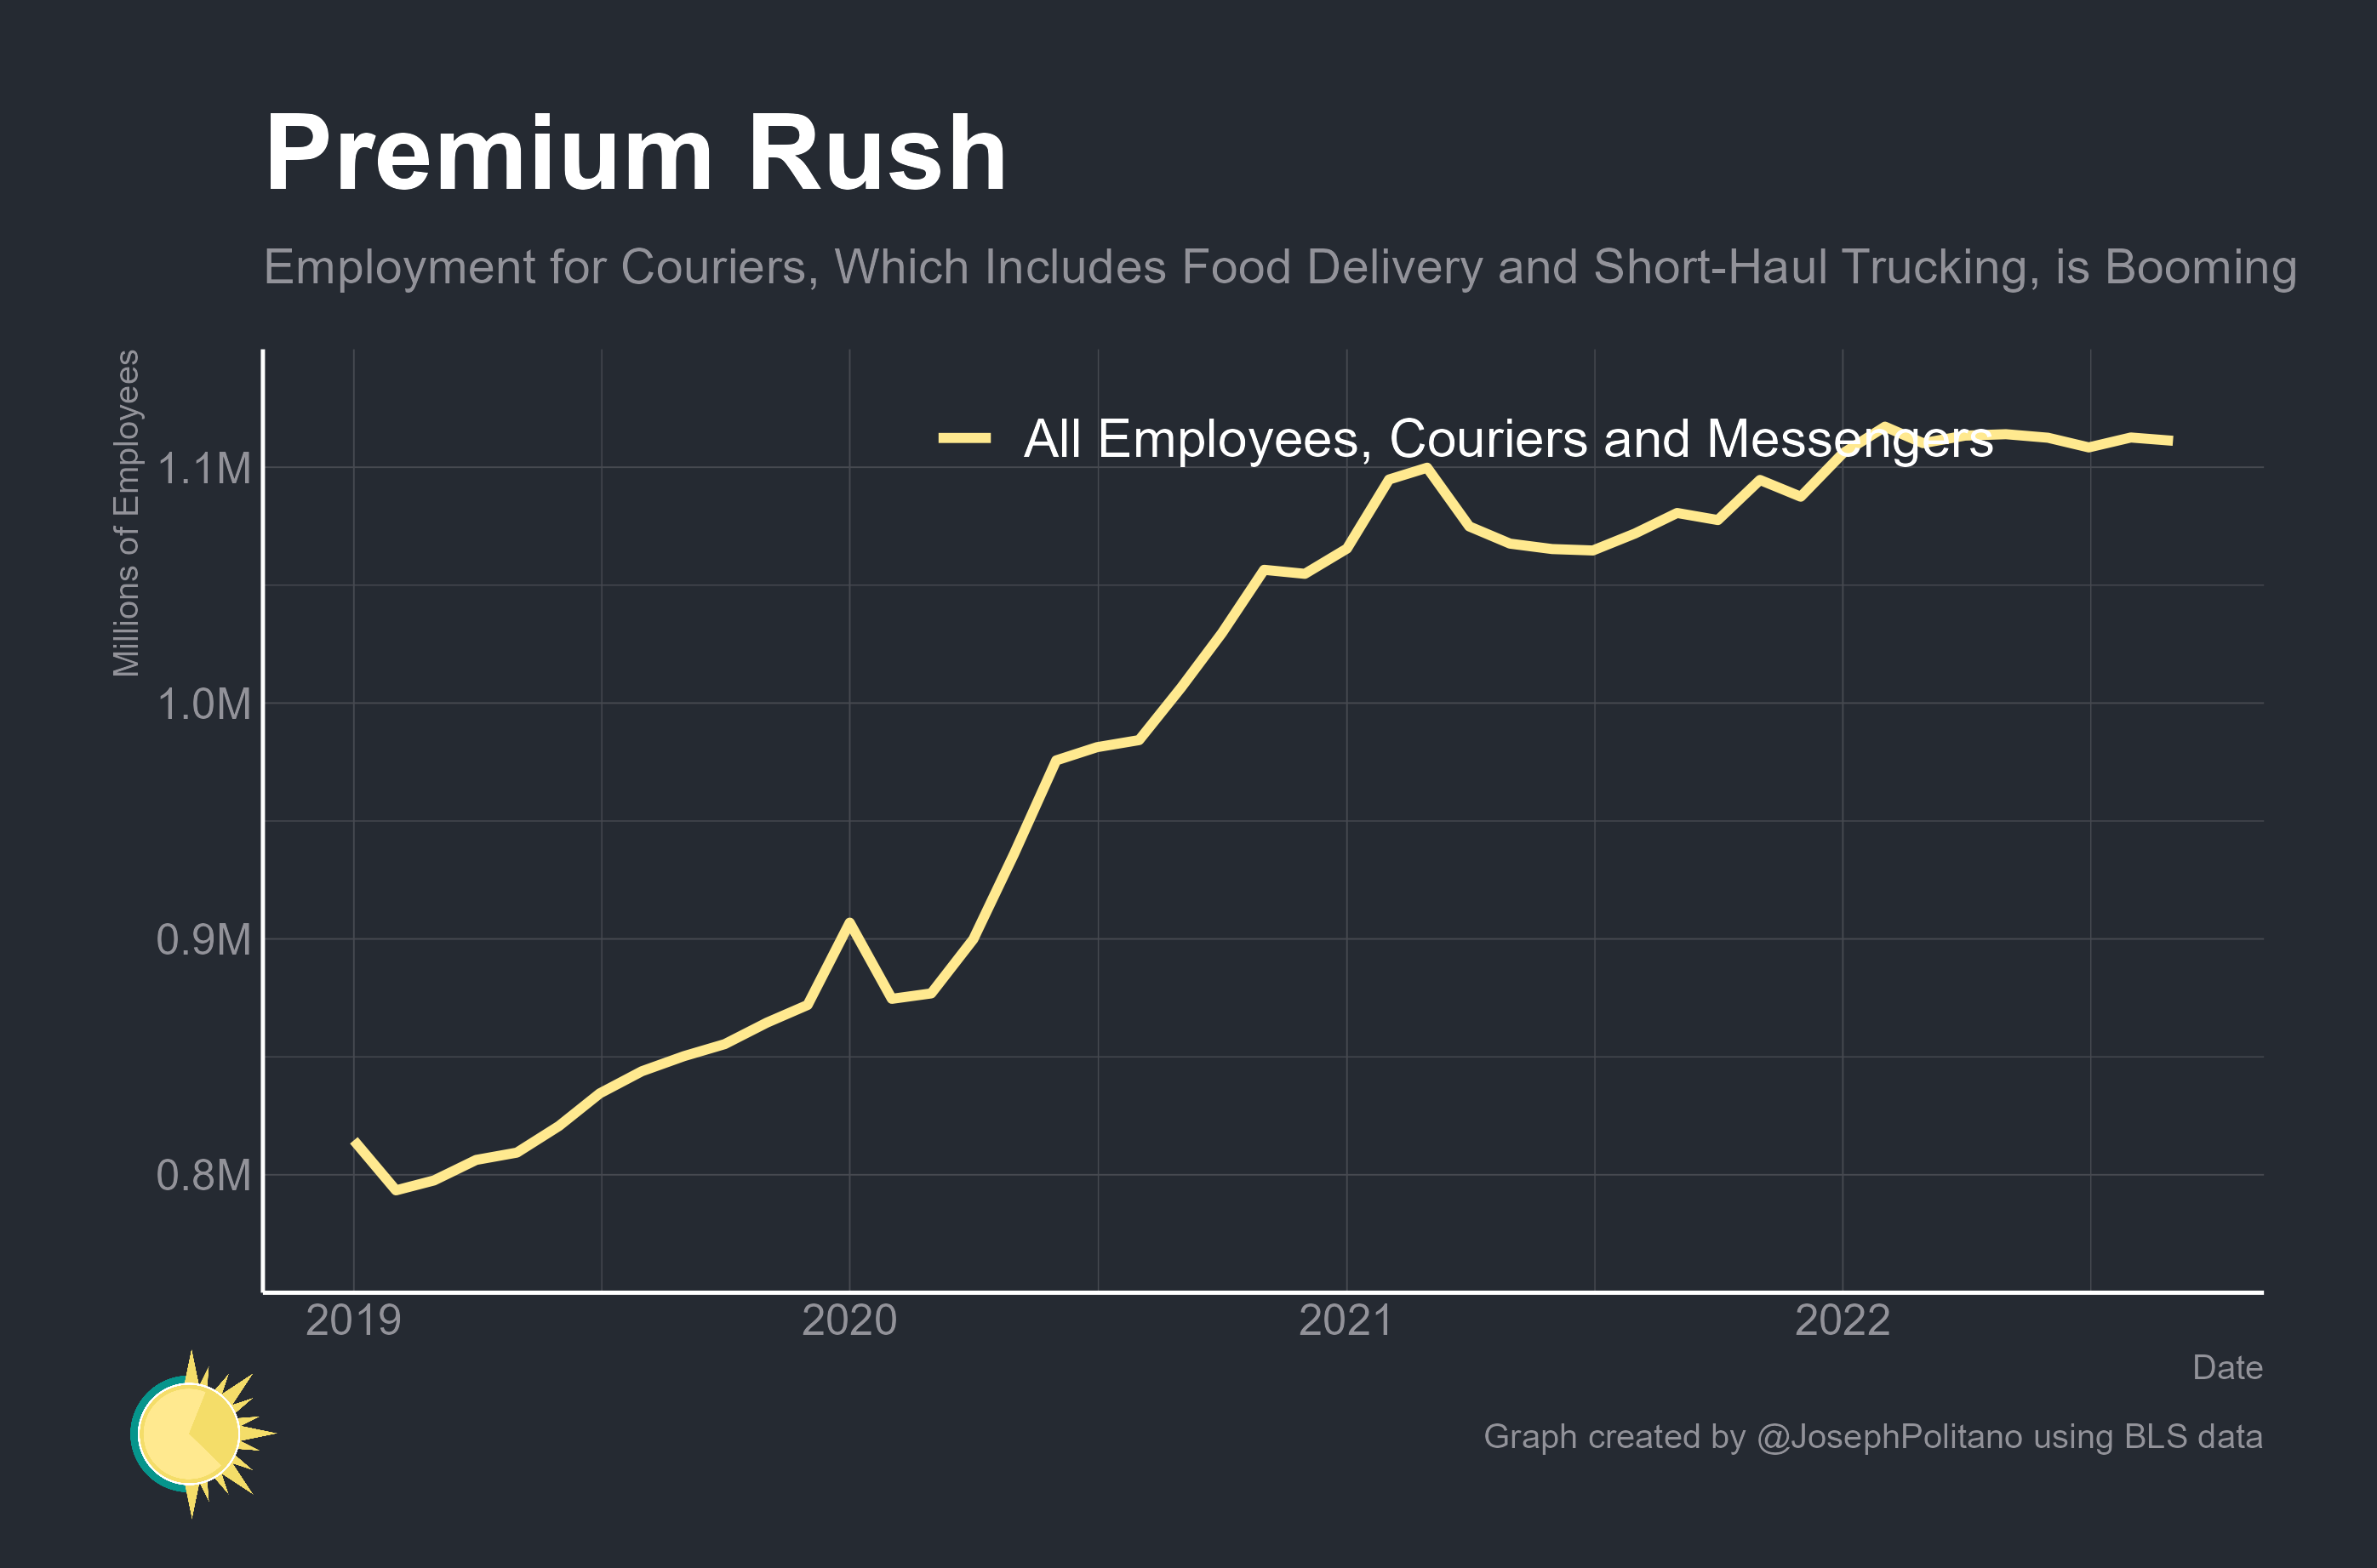 Premium Rush
Employment for Couriers, Which Includes Food Delivery and Short-Haul Trucking, is Booming
Millions of Employees
All Employees, Couriers and Messengers
1.1M
1.0M
0.9M
0.8M
2019 2020 2021 2022
Date
Graph created by @JosephPolitano using BLS data